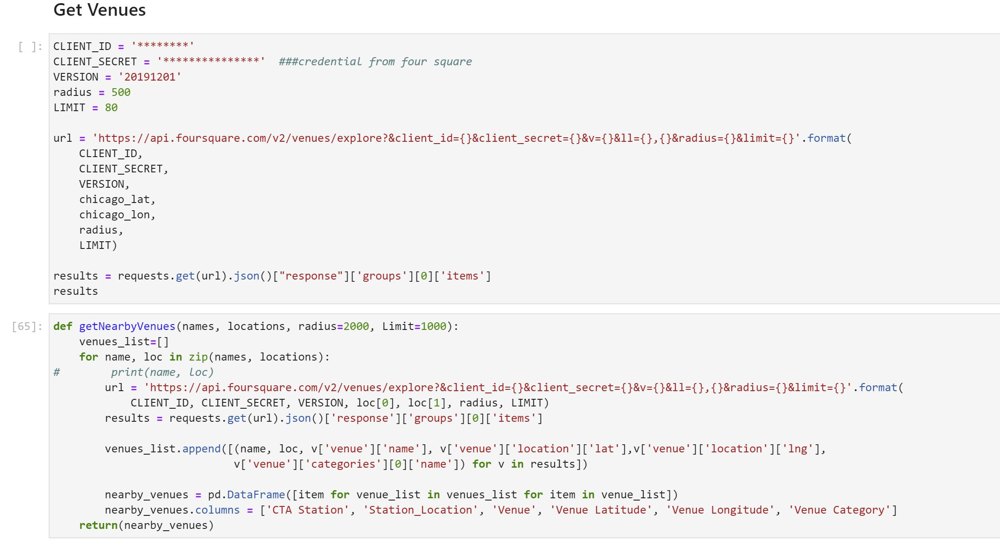 Get Venues
[ ]:
CLIENT_ID = '********'
CLIENT_SECRET = '***************'  ###credential from four square
VERSION = '20191201'
radius = 500
LIMIT = 80
url = 'https://api.foursquare.com/v2/venues/explore?&client_id={}&client_secret={}&v={}&ll={},{}&radius={}&limit={}'.format(
    CLIENT_ID,
    CLIENT_SECRET,
    VERSION,
    chicago_lat,
    chicago_lon,
    radius,
    LIMIT)
results = requests.get(url).json()["response"]['groups'][0]['items']
results
[65]:
def getNearbyVenues(names, locations, radius=2000, Limit=1000):
    venues_list=[]
    for name, loc in zip(names, locations):
#        print(name, loc)
        url = 'https://api.foursquare.com/v2/venues/explore?&client_id={}&client_secret={}&v={}&ll={},{}&radius={}&limit={}'.format(
            CLIENT_ID, CLIENT_SECRET, VERSION, loc[0], loc[1], radius, LIMIT)
        results = requests.get(url).json()['response']['groups'][0]['items']
        venues_list.append([(name, loc, v['venue']['name'], v['venue']['location']['lat'],v['venue']['location']['lng'],
                            v['venue']['categories'][0]['name']) for v in results])
        nearby_venues = pd.DataFrame([item for venue_list in venues_list for item in venue_list])
        nearby_venues.columns = ['CTA Station', 'Station_Location', 'Venue', 'Venue Latitude', 'Venue Longitude', 'Venue Category']
    return(nearby_venues)